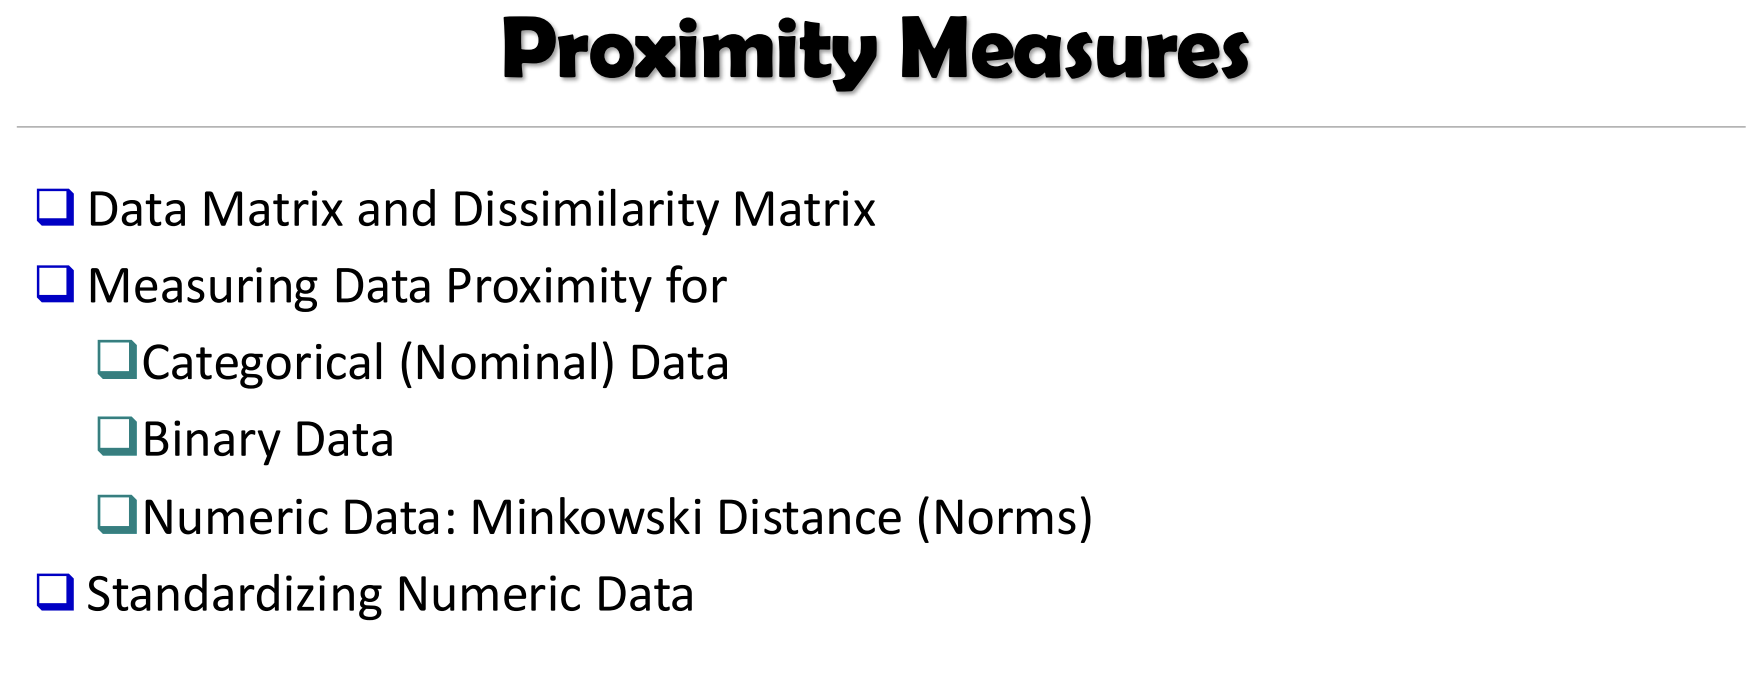 Proximity Measures
Data Matrix and Dissimilarity Matrix
Measuring Data Proximity for
Categorical (Nominal) Data
Binary Data
Numeric Data: Minkowski Distance (Norms)
Standardizing Numeric Data